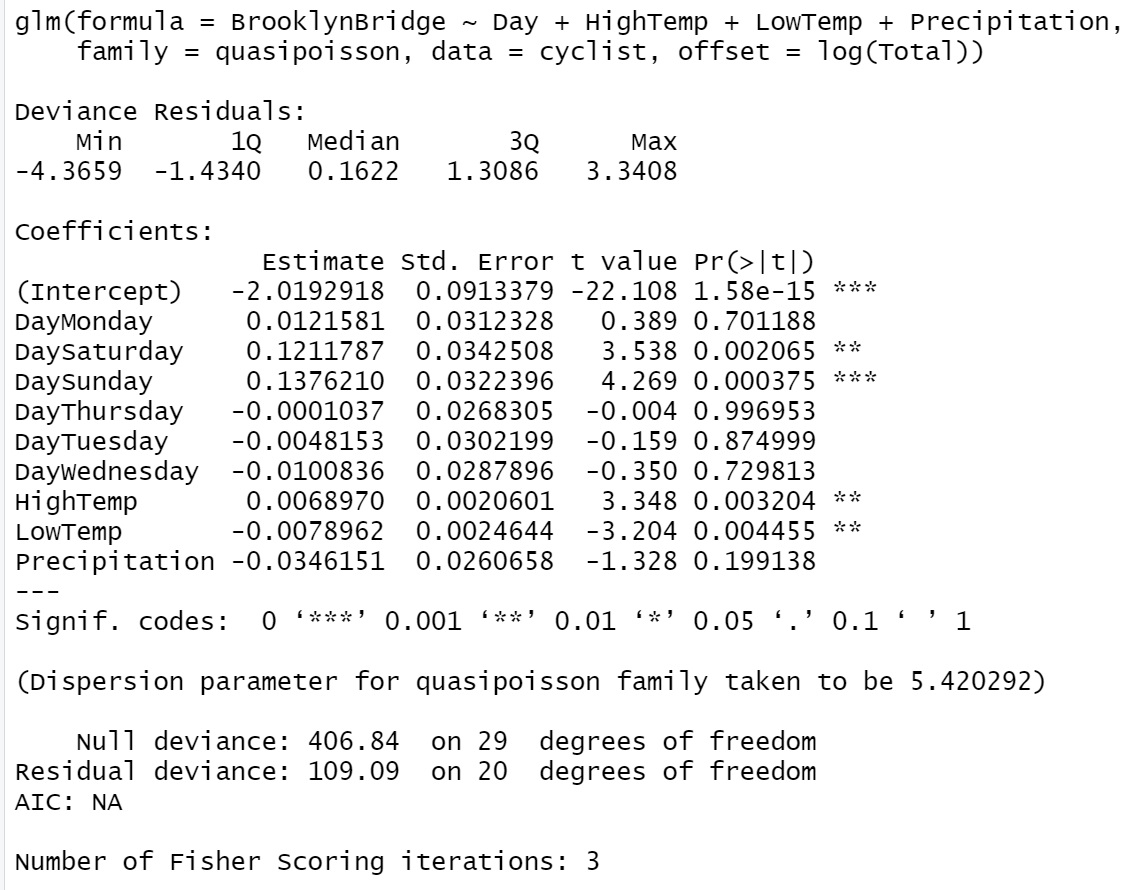 glm(formula = BrooklynBridge ~ Day + HighTemp + LowTemp + Precipitation,
    family = quasipoisson, data = cyclist, offset = log(Total))

Deviance Residuals:
    Min       1Q   Median       3Q      Max
-4.3659  -1.4340   0.1622   1.3086   3.3408

Coefficients:
                Estimate Std. Error t value Pr(>|t|)
(Intercept)   -2.0192918  0.0913379 -22.108 1.58e-15 ***
DayMonday      0.0121581  0.0312328   0.389 0.701188
DaySaturday    0.1211787  0.0342508   3.538 0.002065 **
DaySunday      0.1376210  0.0322396   4.269 0.000375 ***
DayThursday   -0.0001037  0.0268305  -0.004 0.996953
DayTuesday    -0.0048153  0.0302199  -0.159 0.874999
DayWednesday  -0.0100836  0.0287896  -0.350 0.729813
HighTemp       0.0068970  0.0020601   3.348 0.003204 **
LowTemp       -0.0078962  0.0024644  -3.204 0.004455 **
Precipitation -0.0346151  0.0260658  -1.328 0.199138
---
Signif. codes:  0 ‘***’ 0.001 ‘**’ 0.01 ‘*’ 0.05 ‘.’ 0.1 ‘ ’ 1

(Dispersion parameter for quasipoisson family taken to be 5.420292)

    Null deviance: 406.84  on 29  degrees of freedom
Residual deviance: 109.09  on 20  degrees of freedom
AIC: NA

Number of Fisher Scoring iterations: 3